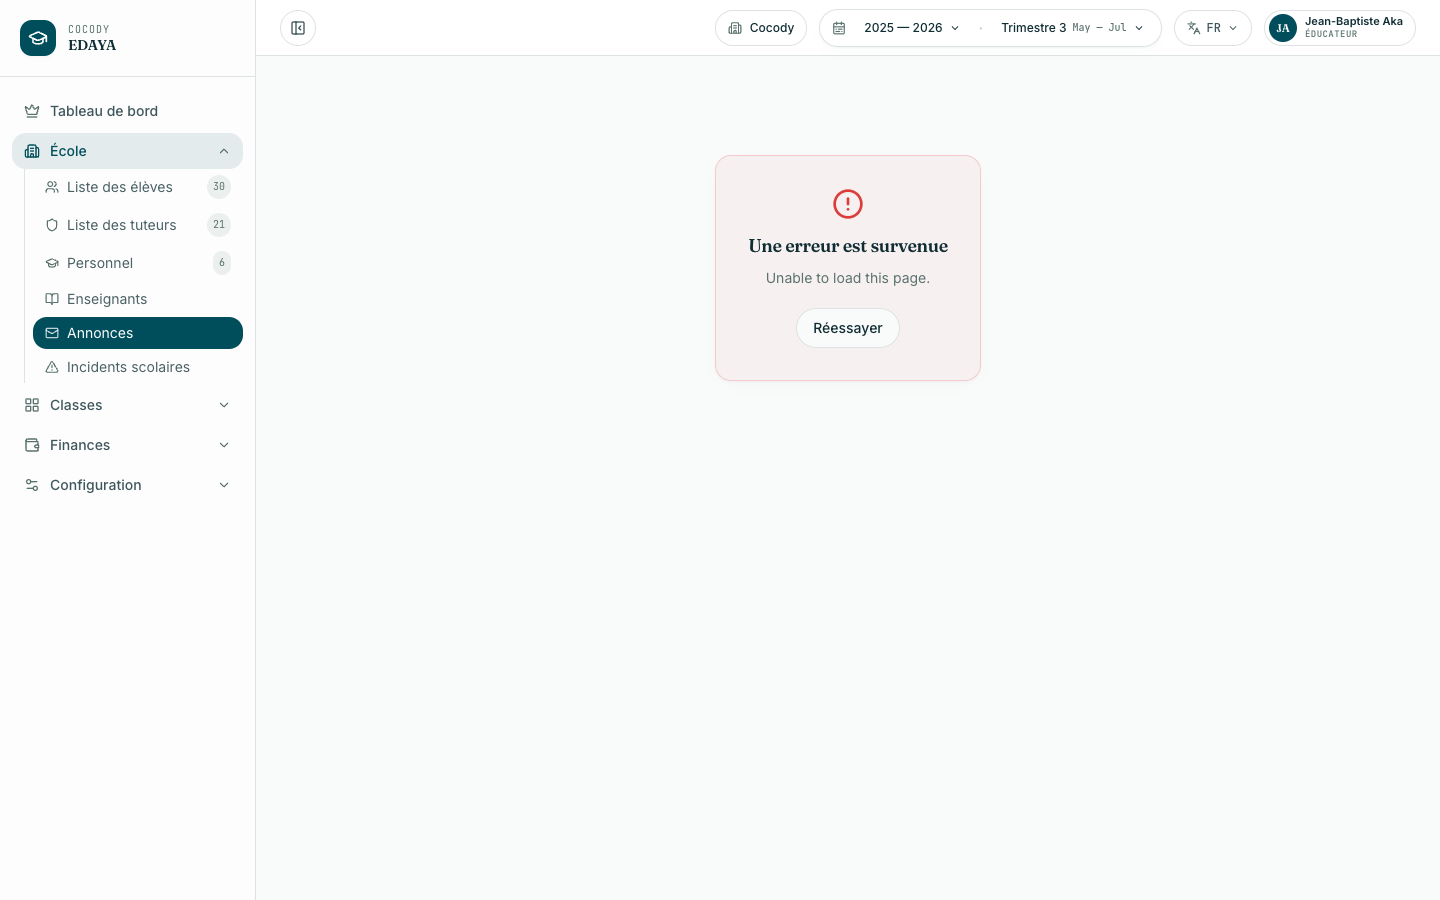 COCODY
EDAYA
Cocody
2025 — 2026 · Trimestre 3 May — Jul
FR
JA
Jean-Baptiste Aka
ÉDUCATEUR
Tableau de bord
École
Liste des élèves 30
Liste des tuteurs 21
Personnel 6
Enseignants
Annonces
Incidents scolaires
Classes
Finances
Configuration
Une erreur est survenue
Unable to load this page.
Réessayer